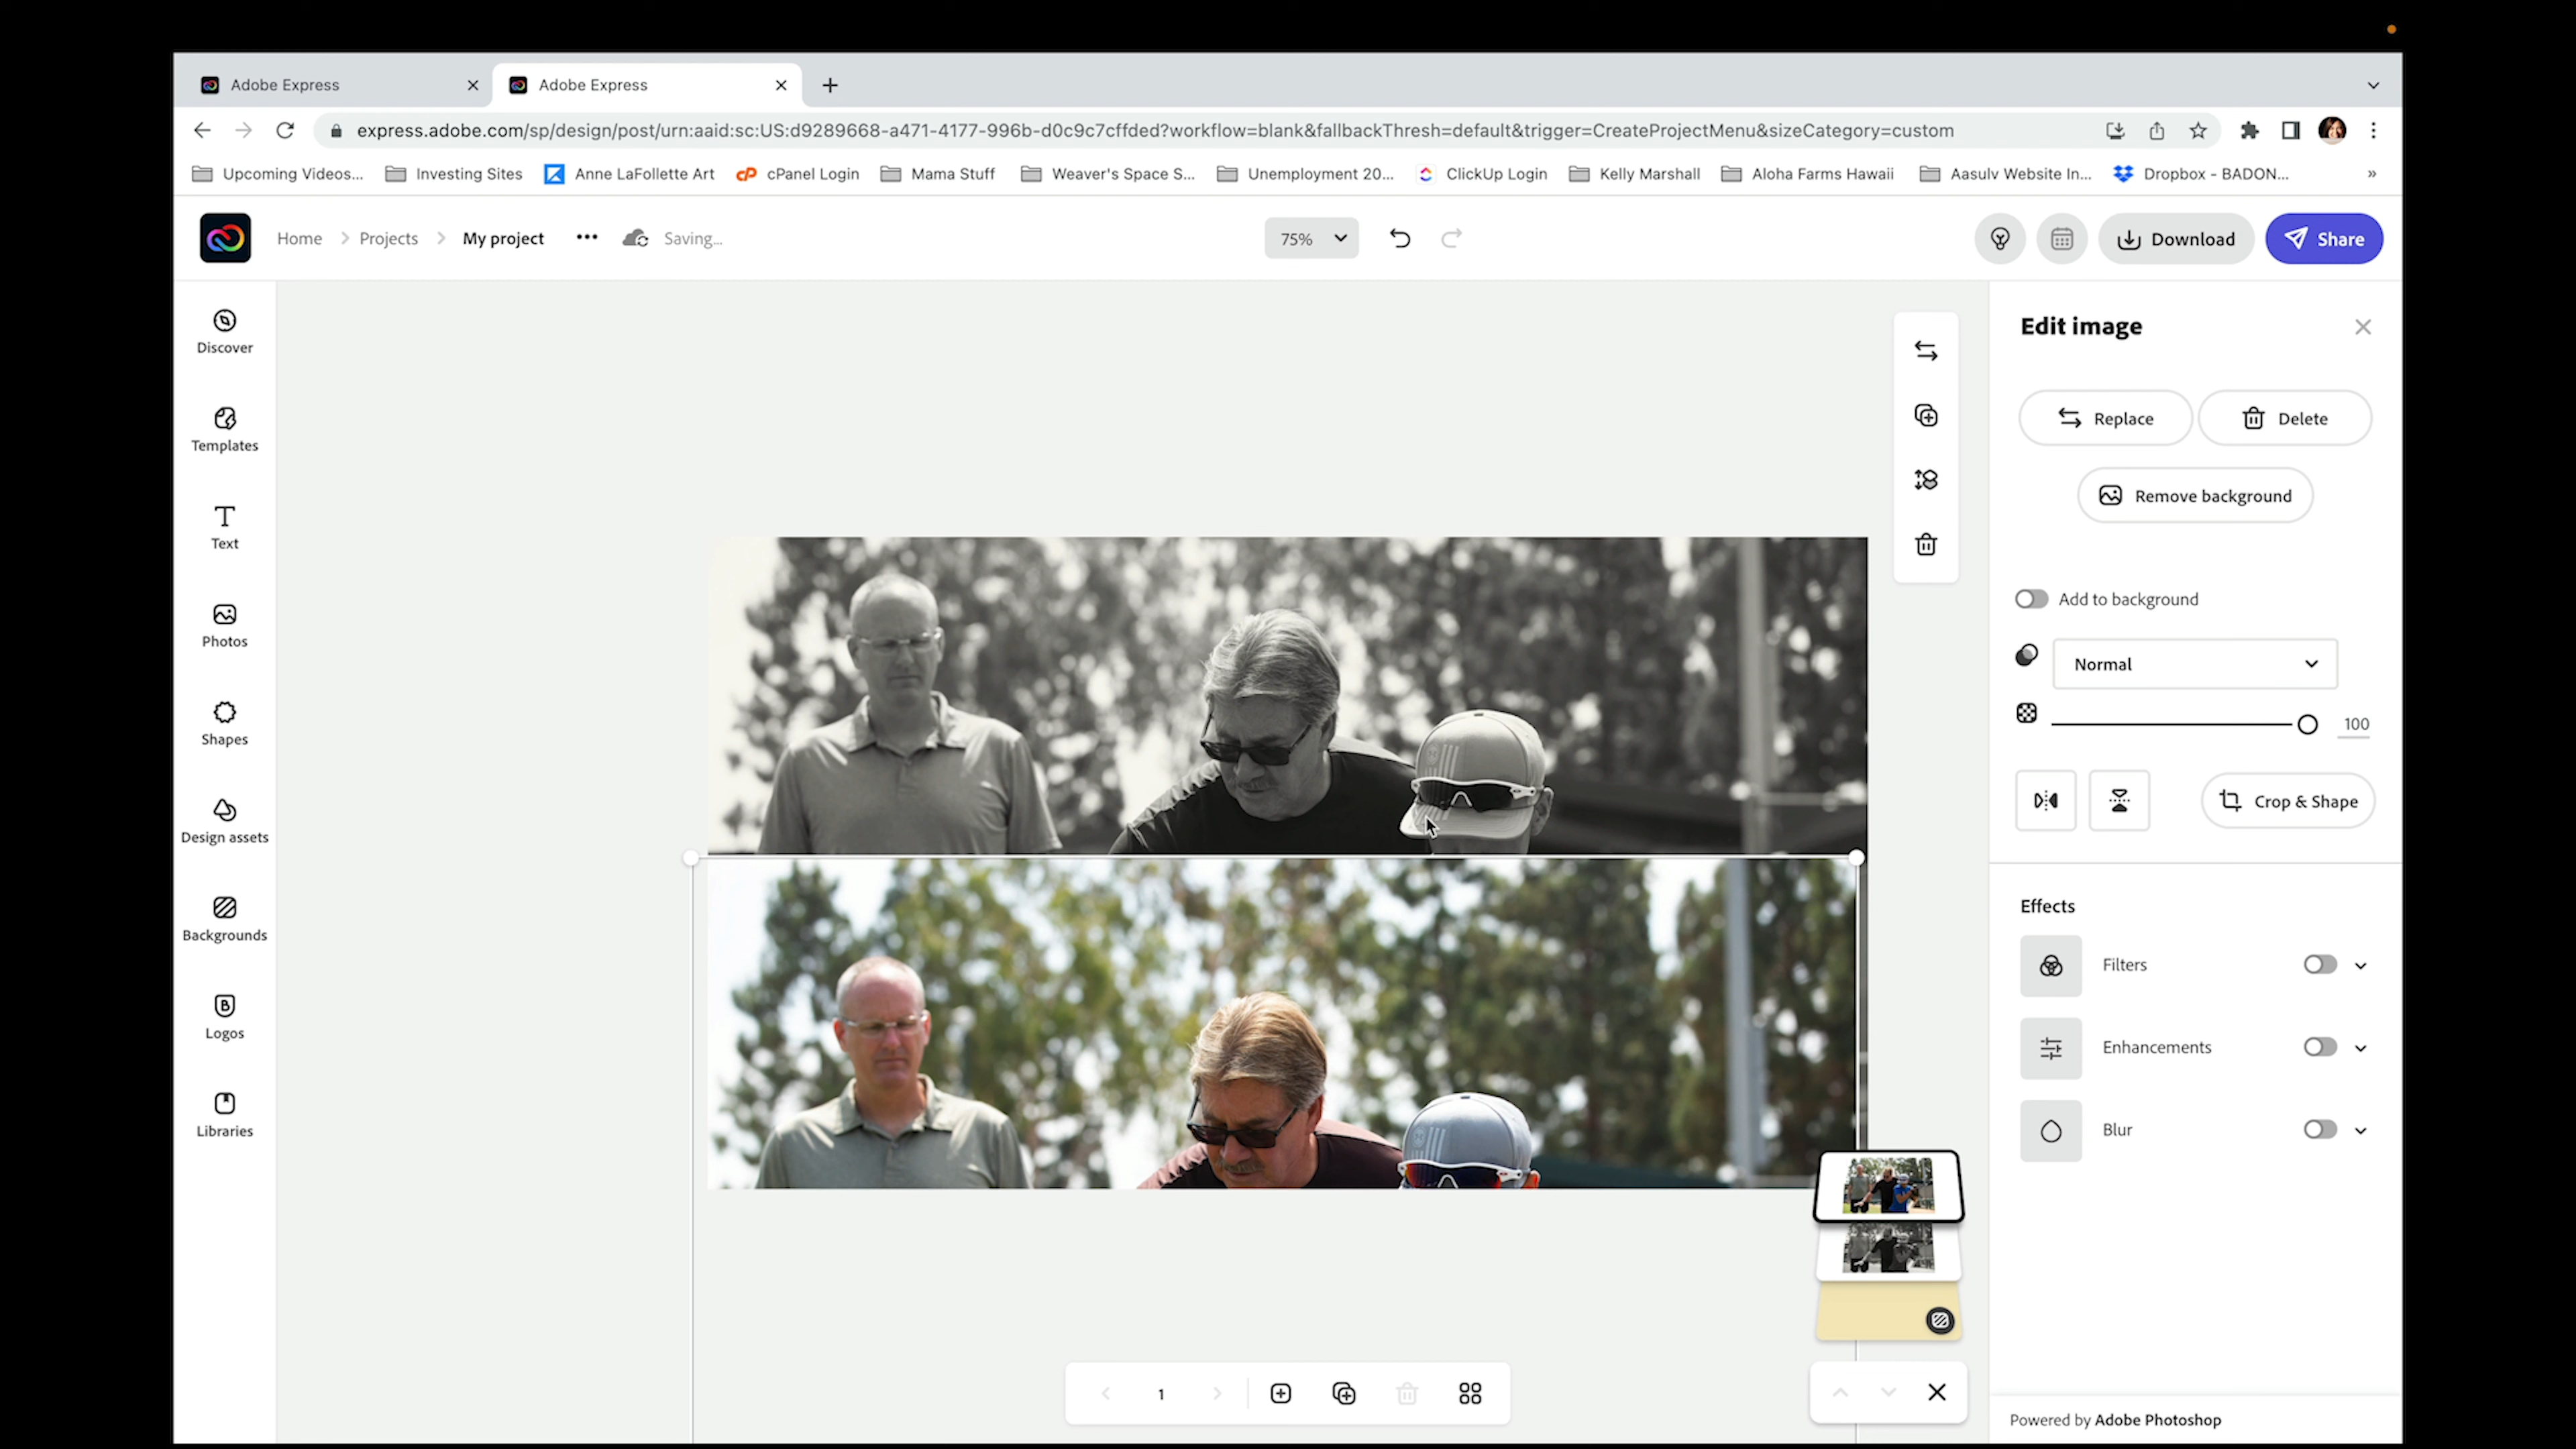 Adobe Express
Adobe Express
express.adobe.com/sp/design/post/urn:aaid:sc:US:d9289668-a471-4177-996b-d0c9c7cffded?workflow=blank&fallbackThresh=default&trigger=CreateProjectMenu&sizeCategory=custom
Upcoming Videos... Investing Sites Anne LaFollette Art cP cPanel Login Mama Stuff Weaver's Space S... Unemployment 20... ClickUp Login Kelly Marshall Aloha Farms Hawaii Aasulv Website In... Dropbox - BADON... »
Home > Projects > My project ••• Saving... 75% Download Share
Discover
Templates
T
Text
Photos
Shapes
Design assets
Backgrounds
B
Logos
Libraries
1
Edit image
Replace Delete
Remove background
Add to background
Normal
100
Crop & Shape
Effects
Filters
Enhancements
Blur
Powered by Adobe Photoshop